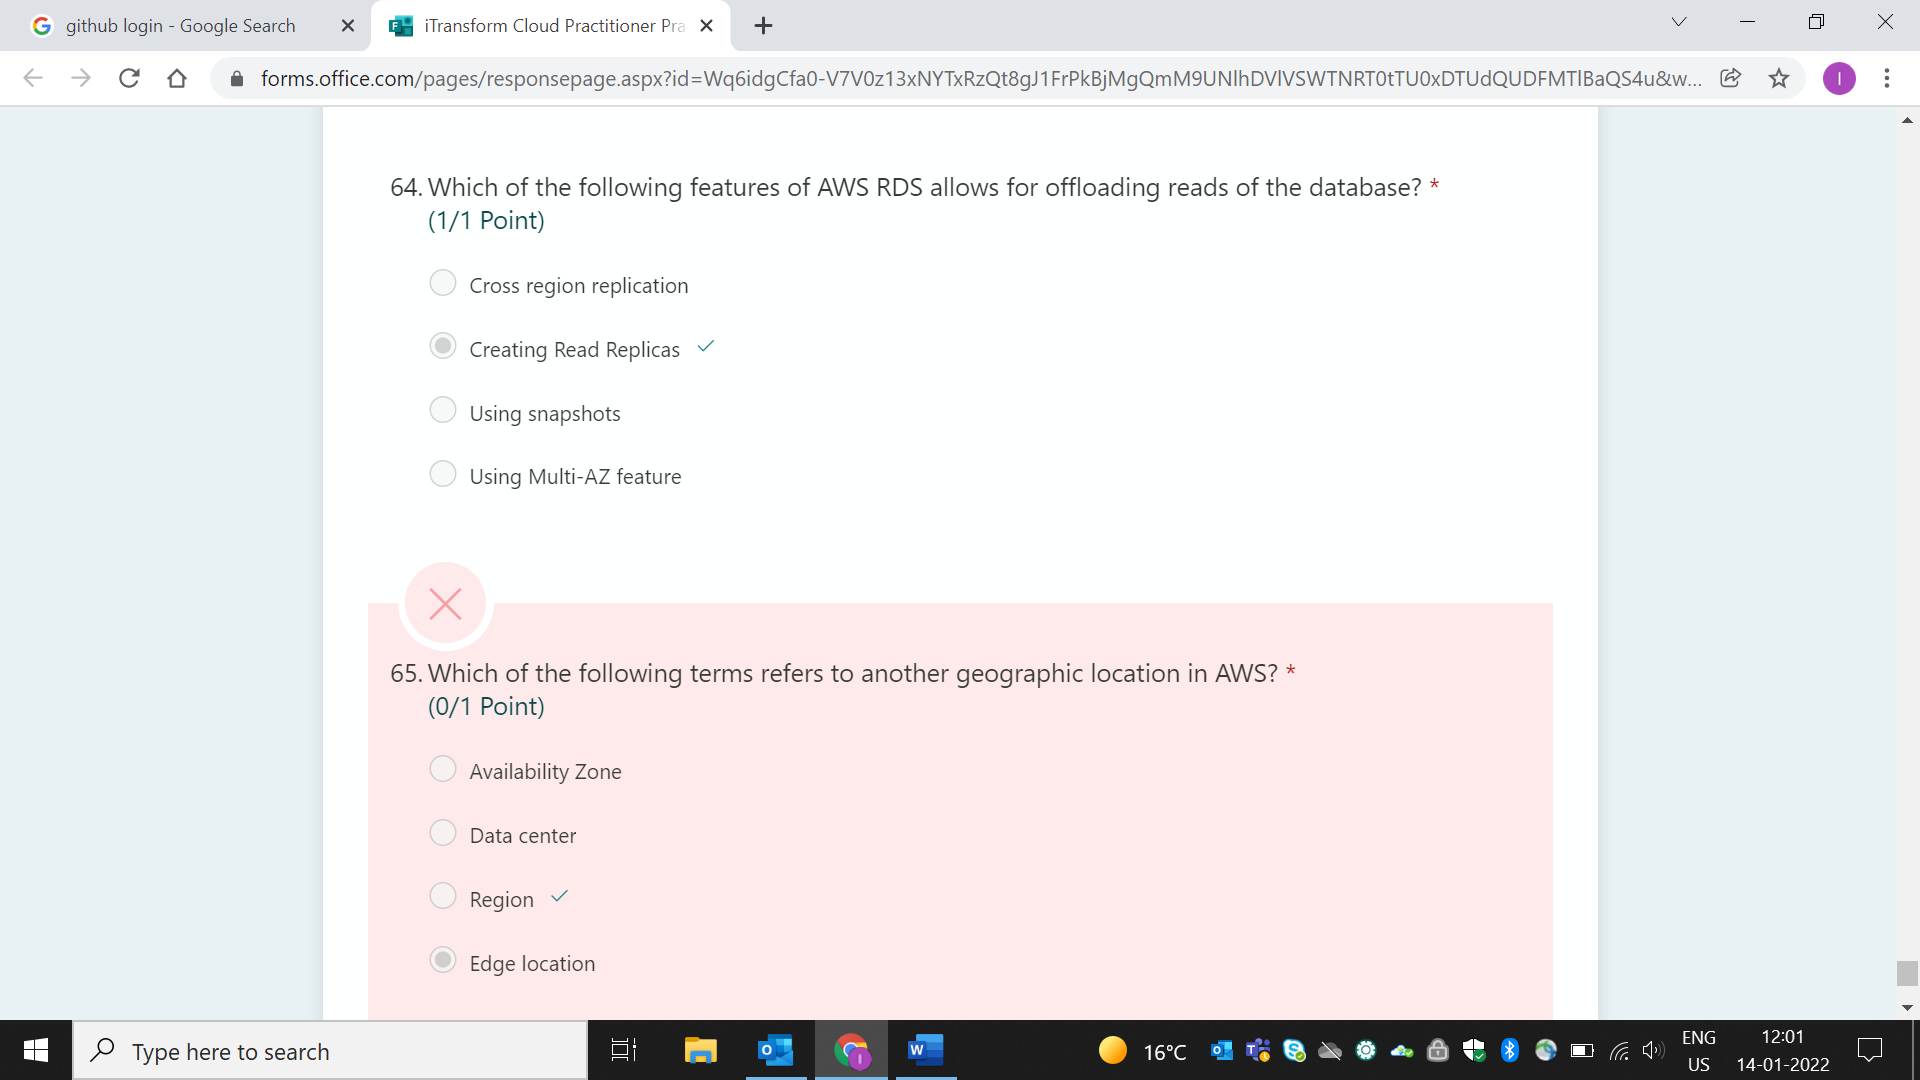 github login - Google Search
iTransform Cloud Practitioner Pra
forms.office.com/pages/responsepage.aspx?id=Wq6idgCfa0-V7V0z13xNYTxRzQt8gJ1FrPkBjMgQmM9UNlhDVlVSWTNRT0tTU0xDTUdQUDFMTlBaQS4u&w...
I
64. Which of the following features of AWS RDS allows for offloading reads of the database? *
(1/1 Point)
Cross region replication
Creating Read Replicas
Using snapshots
Using Multi-AZ feature
65. Which of the following terms refers to another geographic location in AWS? *
(0/1 Point)
Availability Zone
Data center
Region
Edge location
Type here to search
16°C
ENG
US
12:01
14-01-2022